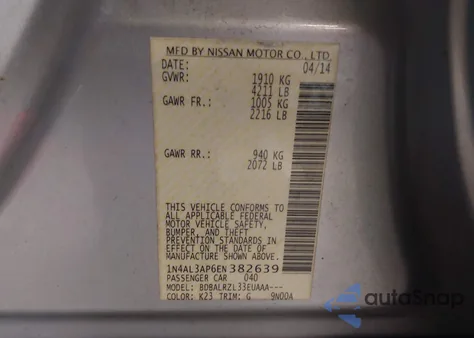 MFD BY NISSAN MOTOR CO., LTD.
DATE: 04/14
GVWR: 1910 KG
4211 LB
GAWR FR.: 1005 KG
2216 LB
GAWR RR.: 940 KG
2072 LB
THIS VEHICLE CONFORMS TO
ALL APPLICABLE FEDERAL
MOTOR VEHICLE SAFETY,
BUMPER, AND THEFT
PREVENTION STANDARDS IN
EFFECT ON THE DATE OF
MANUFACTURE SHOWN ABOVE.
1N4AL3AP6EN382639
PASSENGER CAR 040
MODEL: BDBALRZL33EUAAA---
COLOR: K23 TRIM: G 9N00A
autoSnap